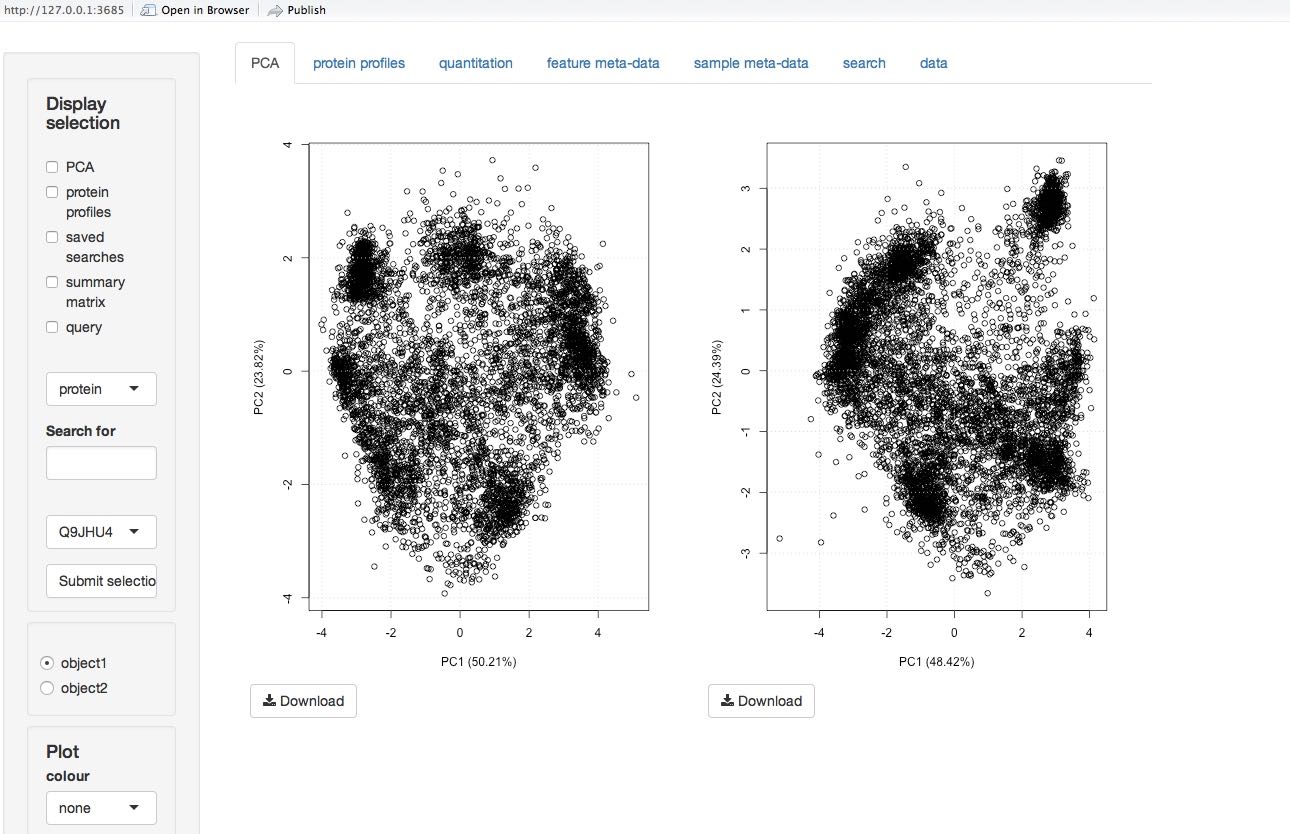 http://127.0.0.1:3685 Open in Browser Publish
PCA protein profiles quantitation feature meta-data sample meta-data search data
Display
selection
PCA
protein
profiles
saved
searches
summary
matrix
query
protein
Search for
Q9JHU4
Submit selectio
object1
object2
Plot
colour
none
4
2
0
-2
-4
PC2 (23.82%)
-4 -2 0 2 4
PC1 (50.21%)
Download
3
2
1
0
-1
-2
-3
PC2 (24.39%)
-4 -2 0 2 4
PC1 (48.42%)
Download